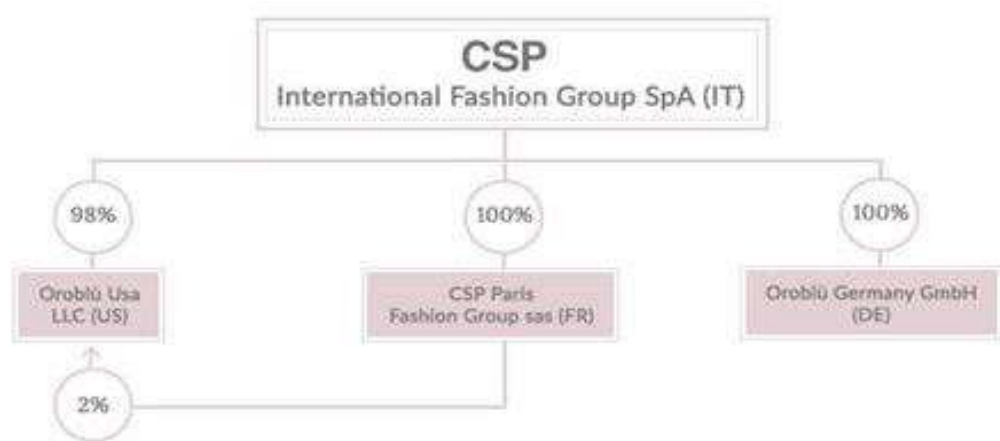 CSP
International Fashion Group SpA (IT)
98%
100%
100%
Oroblù Usa
LLC (US)
CSP Paris
Fashion Group sas (FR)
Oroblù Germany GmbH
(DE)
2%